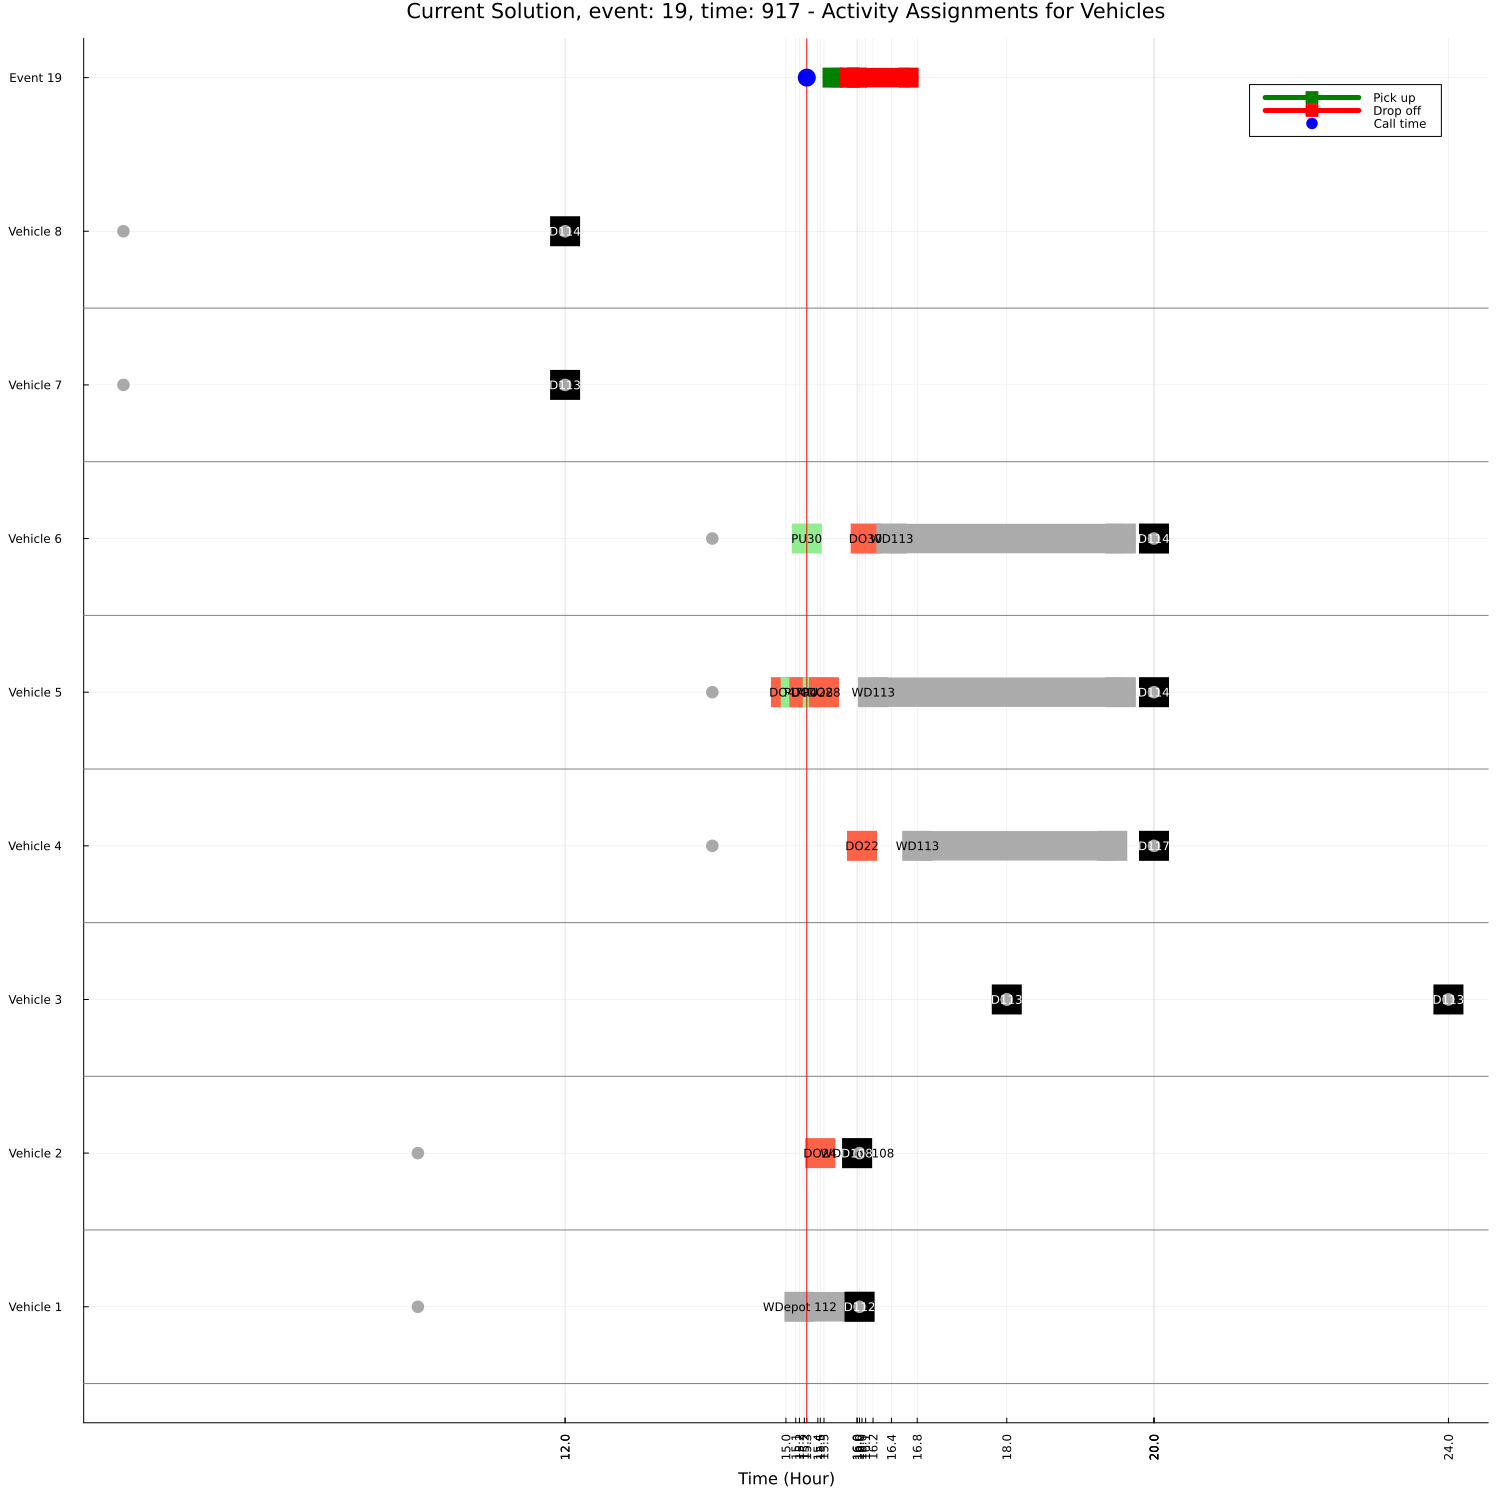 Current Solution, event: 19, time: 917 - Activity Assignments for Vehicles
Event 19
Pick up
Drop off
Call time
Vehicle 8
D114
Vehicle 7
D113
Vehicle 6
PU30
DO30
WD113
D114
Vehicle 5
WD113
D114
Vehicle 4
DO22
WD113
D117
Vehicle 3
D113
D113
Vehicle 2
D108
Vehicle 1
WDepot 112
D112
12.0
15.0
16.2
16.4
16.8
18.0
20.0
24.0
Time (Hour)